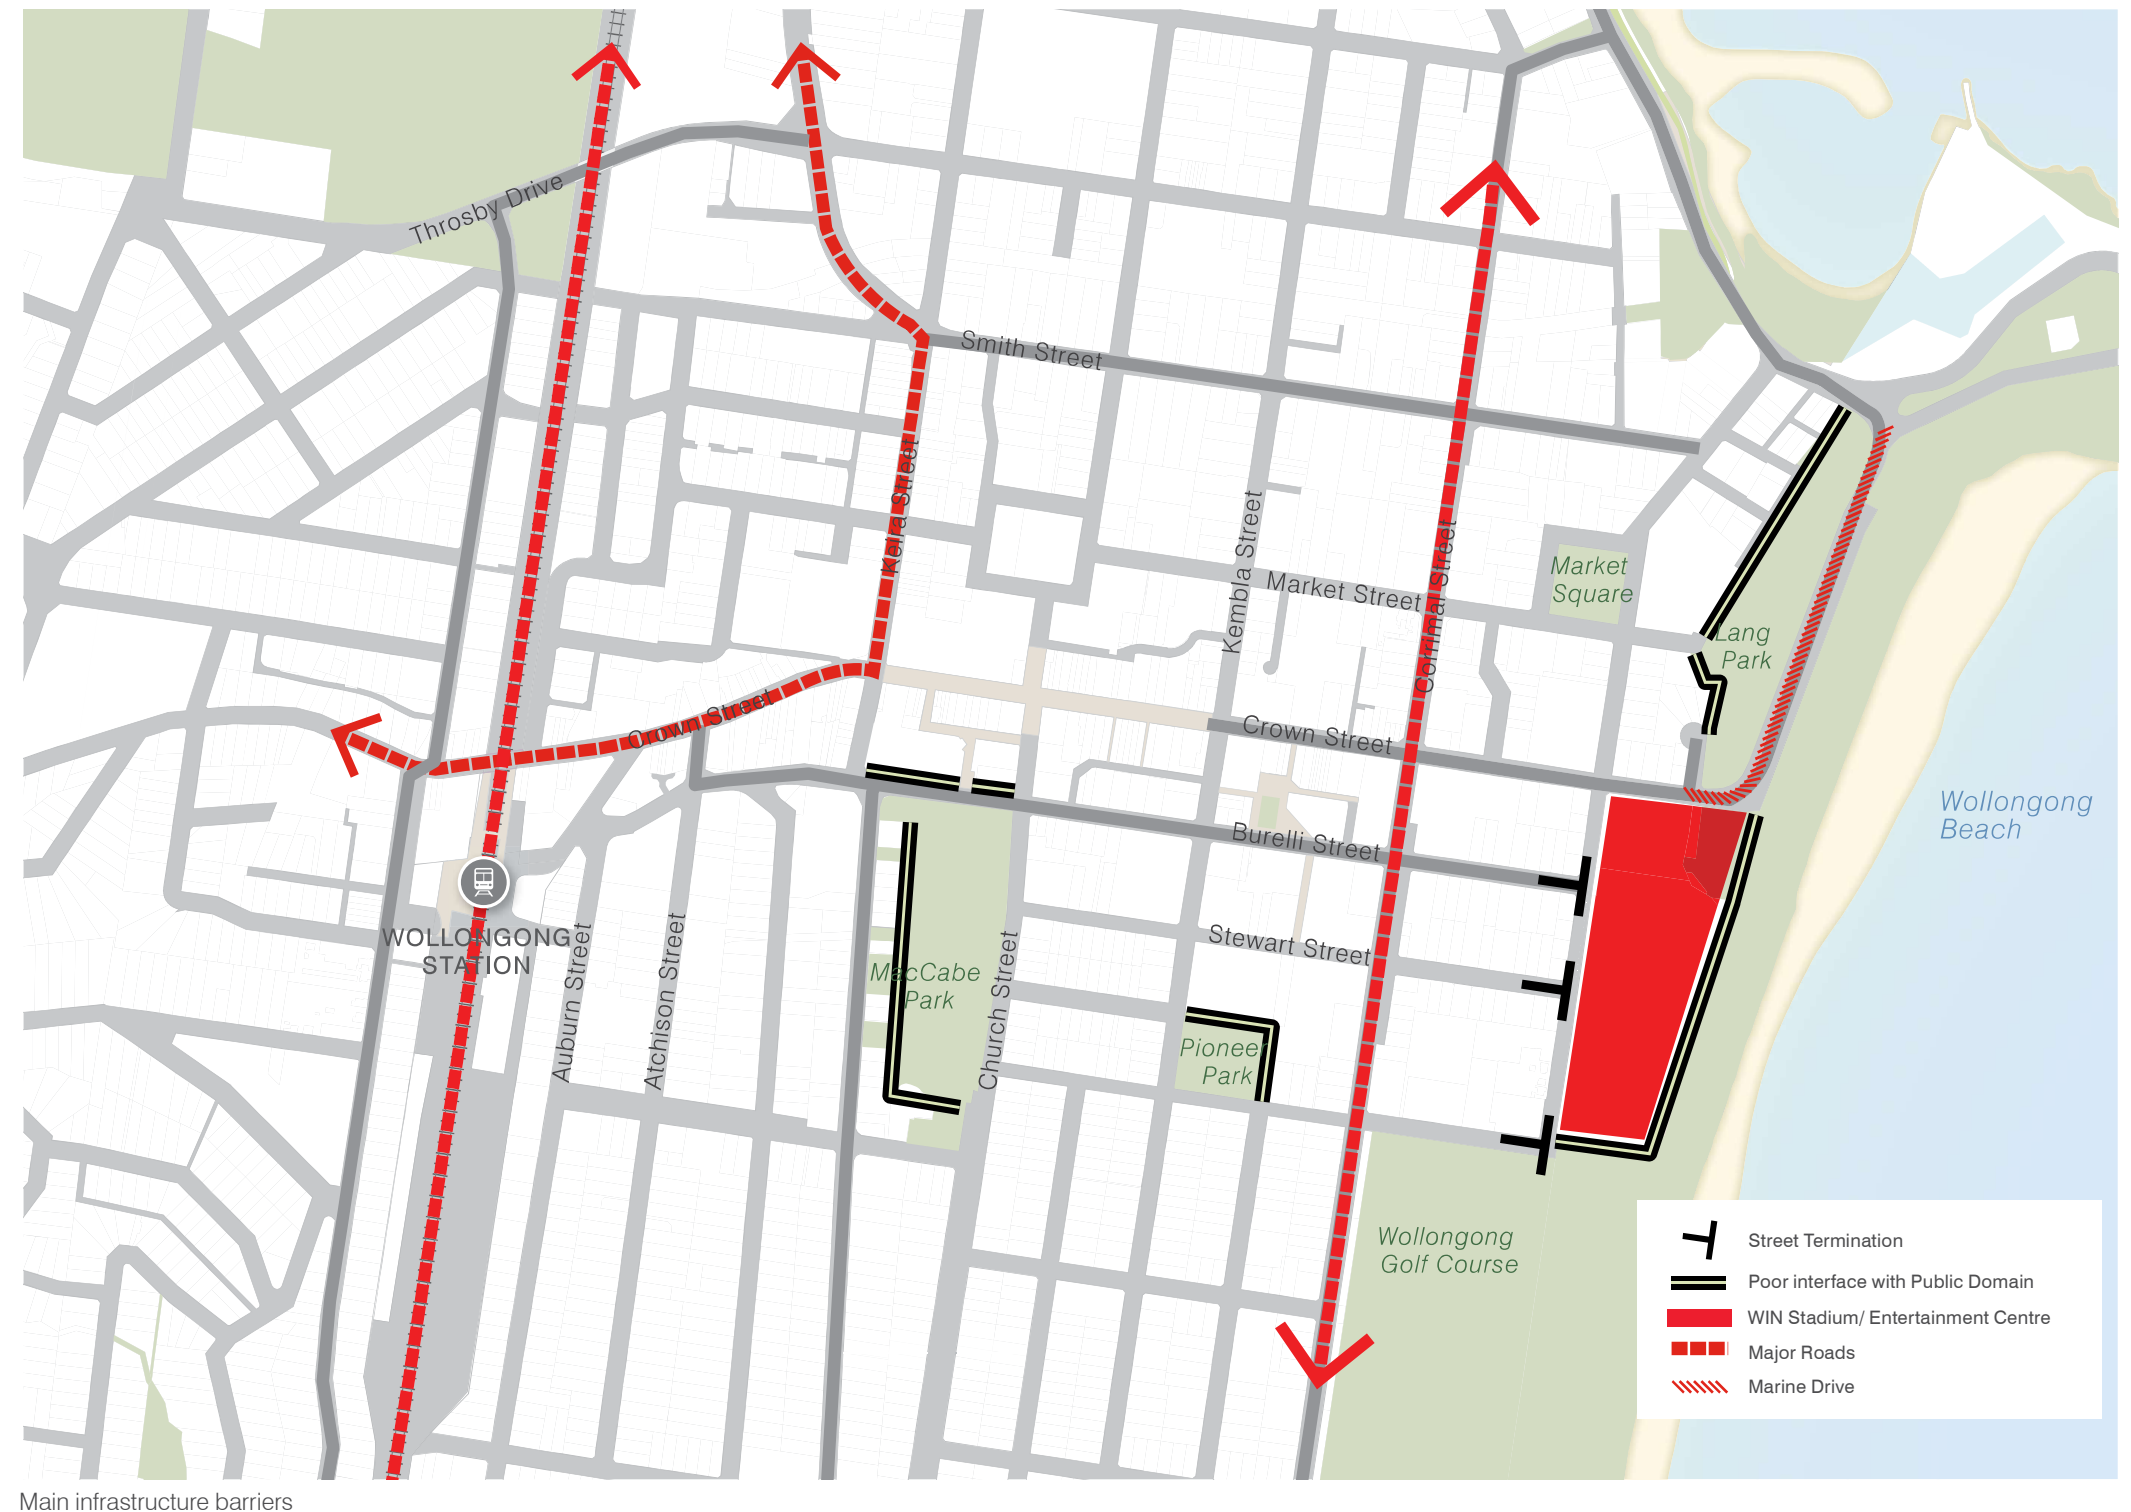 Throsby Drive
Smith Street
Keira Street
Kembla Street
Corrimal Street
Market Street
Market
Square
Lang
Park
Crown Street
Crown Street
Wollongong
Beach
Burelli Street
WOLLONGONG
STATION
Auburn Street
Atchison Street
MacCabe
Park
Church Street
Stewart Street
Pioneer
Park
Wollongong
Golf Course
Street Termination
Poor interface with Public Domain
WIN Stadium/ Entertainment Centre
Major Roads
Marine Drive
Main infrastructure barriers